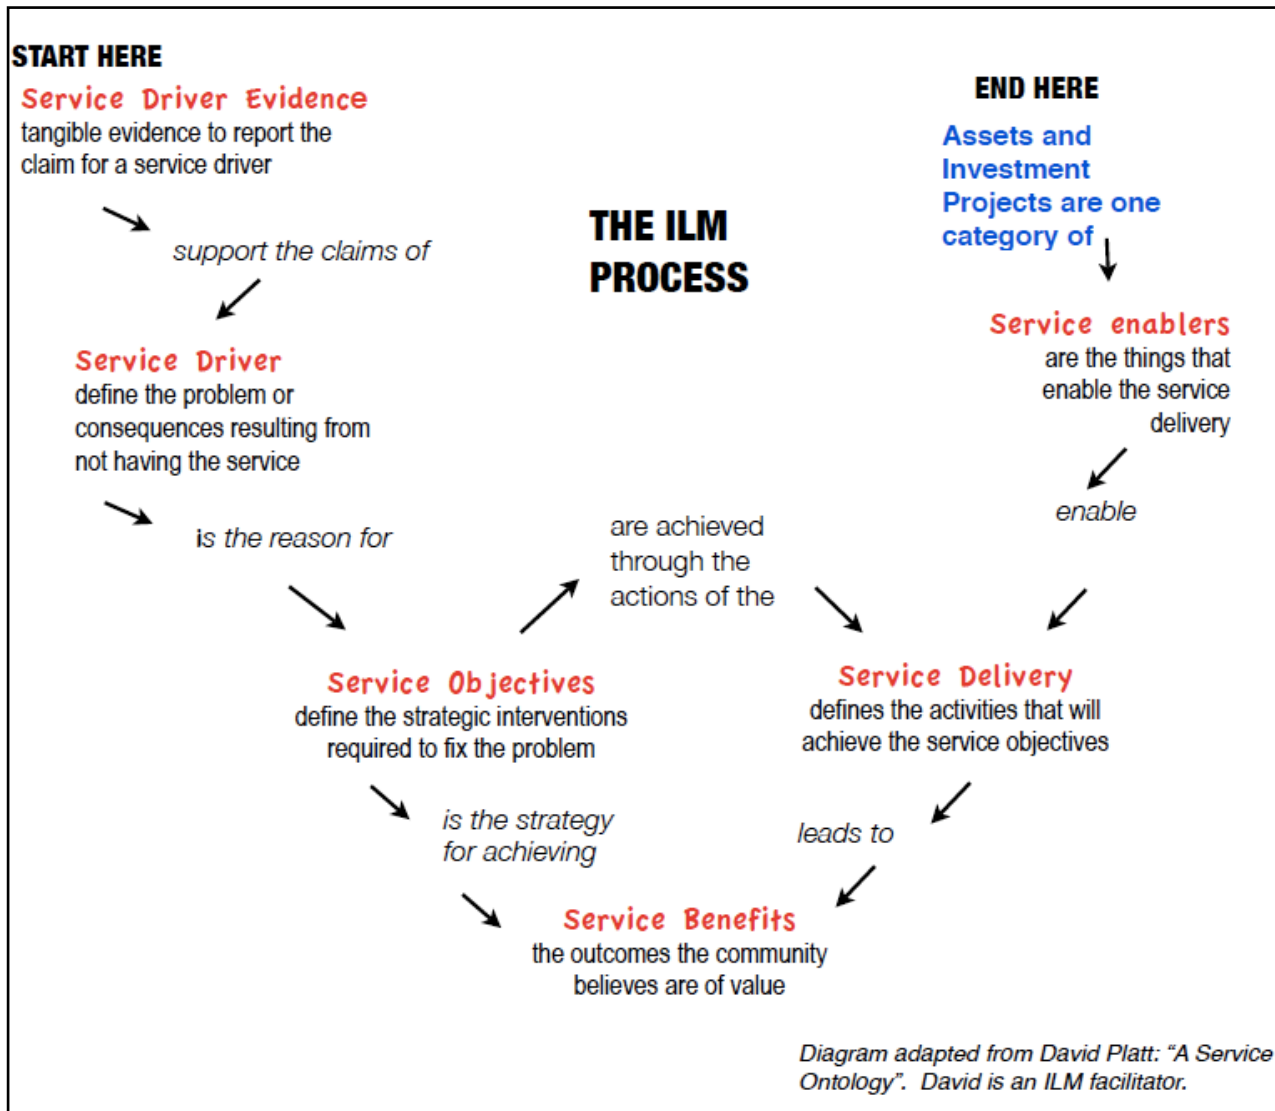 START HERE
Service Driver Evidence
tangible evidence to report the
claim for a service driver
support the claims of
Service Driver
define the problem or
consequences resulting from
not having the service
is the reason for
THE ILM
PROCESS
END HERE
Assets and
Investment
Projects are one
category of
Service enablers
are the things that
enable the service
delivery
enable
are achieved
through the
actions of the
Service Objectives
define the strategic interventions
required to fix the problem
Service Delivery
defines the activities that will
achieve the service objectives
is the strategy
for achieving
leads to
Service Benefits
the outcomes the community
believes are of value
Diagram adapted from David Platt: “A Service
Ontology”. David is an ILM facilitator.